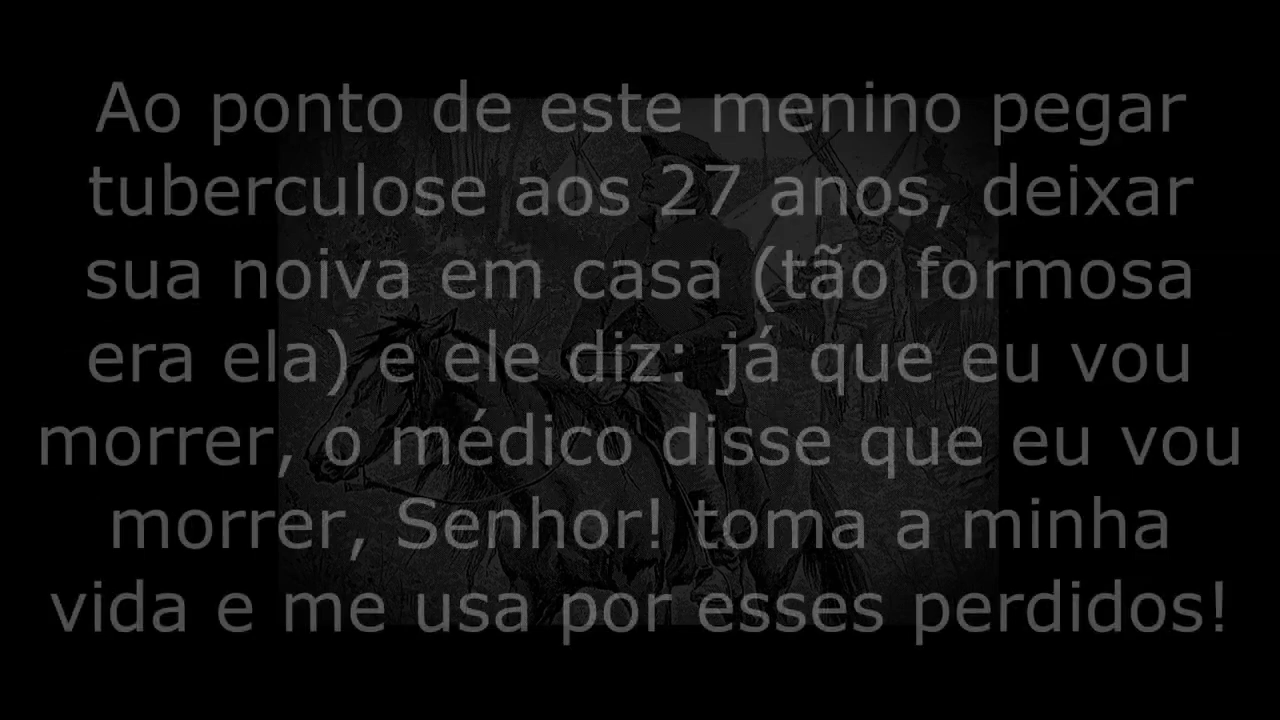 Ao ponto de este menino pegar
tuberculose aos 27 anos, deixar
sua noiva em casa (tão formosa
era ela) e ele diz: já que eu vou
morrer, o médico disse que eu vou
morrer, Senhor! toma a minha
vida e me usa por esses perdidos!